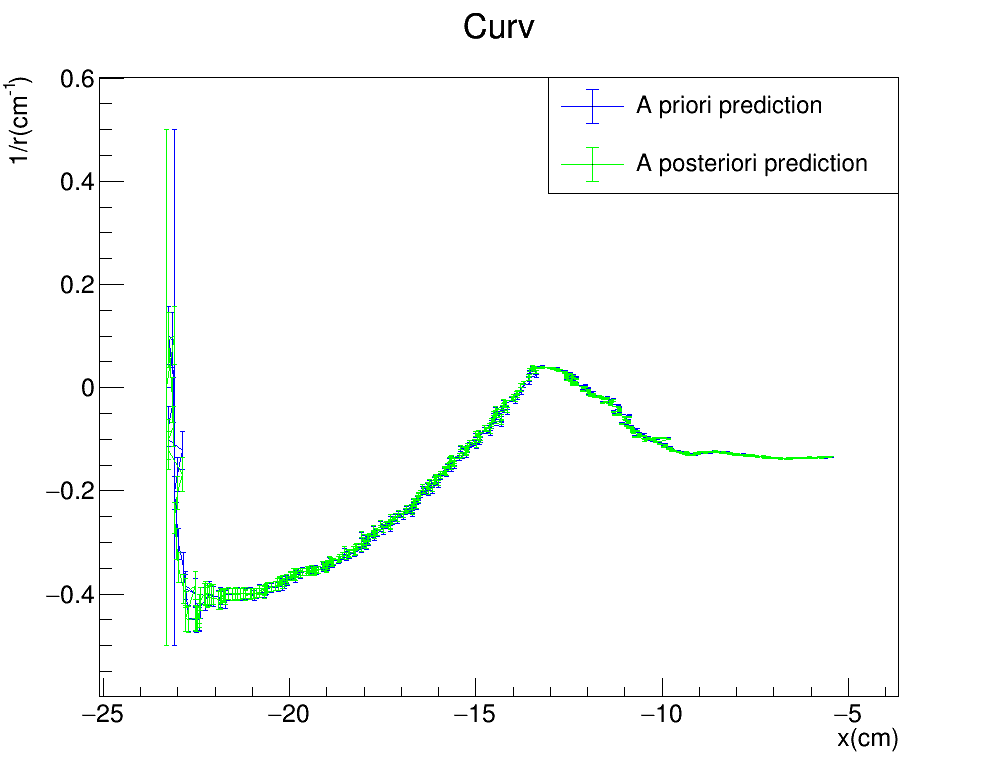 Curv
1/r(cm⁻¹)
A priori prediction
A posteriori prediction
0.6
0.4
0.2
0
−0.2
−0.4
−25 −20 −15 −10 −5
x(cm)